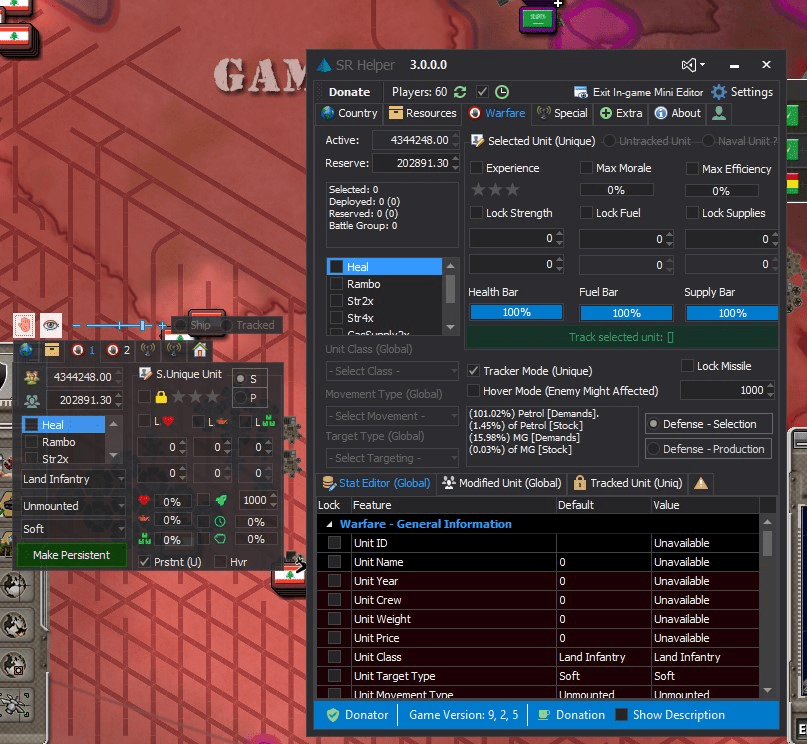 GAM
SR Helper 3.0.0.0
Donate Players: 60 Exit In-game Mini Editor Settings
Country Resources Warfare Special Extra About
Active: 4344248.00
Reserve: 202891.30
Selected: 0
Deployed: 0 (0)
Reserved: 0 (0)
Battle Group: 0
Heal
Rambo
Str2x
Str4x
GasSupply2x
Unit Class (Global)
- Select Class -
Movement Type (Global)
- Select Movement -
Target Type (Global)
- Select Targeting -
Selected Unit (Unique) Untracked Unit Naval Uniit ?
Experience Max Morale Max Efficiency
0% 0%
Lock Strength Lock Fuel Lock Supplies
0 0 0
0 0 0
Health Bar Fuel Bar Supply Bar
100% 100% 100%
Track selected unit: []
Tracker Mode (Unique) Lock Missile
Hover Mode (Enemy Might Affected) 1000
(101.02%) Petrol [Demands].
(1.45%) of Petrol [Stock]
(15.98%) MG [Demands]
(0.03%) of MG [Stock]
Defense - Selection
Defense - Production
Stat Editor (Global) Modified Unit (Global) Tracked Unit (Uniq)
Lock Feature Default Value
Warfare - General Information
Unit ID Unavailable
Unit Name 0 Unavailable
Unit Year 0 Unavailable
Unit Crew 0 Unavailable
Unit Weight 0 Unavailable
Unit Price 0 Unavailable
Unit Class Land Infantry Land Infantry
Unit Target Type Soft Soft
Unit Movement Type Unmounted Unmounted
Donator Game Version: 9, 2, 5 Donation Show Description
Ship Tracked
1 2
4344248.00
202891.30
Heal
Rambo
Str2x
Land Infantry
Unmounted
Soft
Make Persistent
S.Unique Unit S
P
L L L
0 0 0
0 0 0
0% 1000
0% 0%
0% 0%
Prstnt (U) Hvr